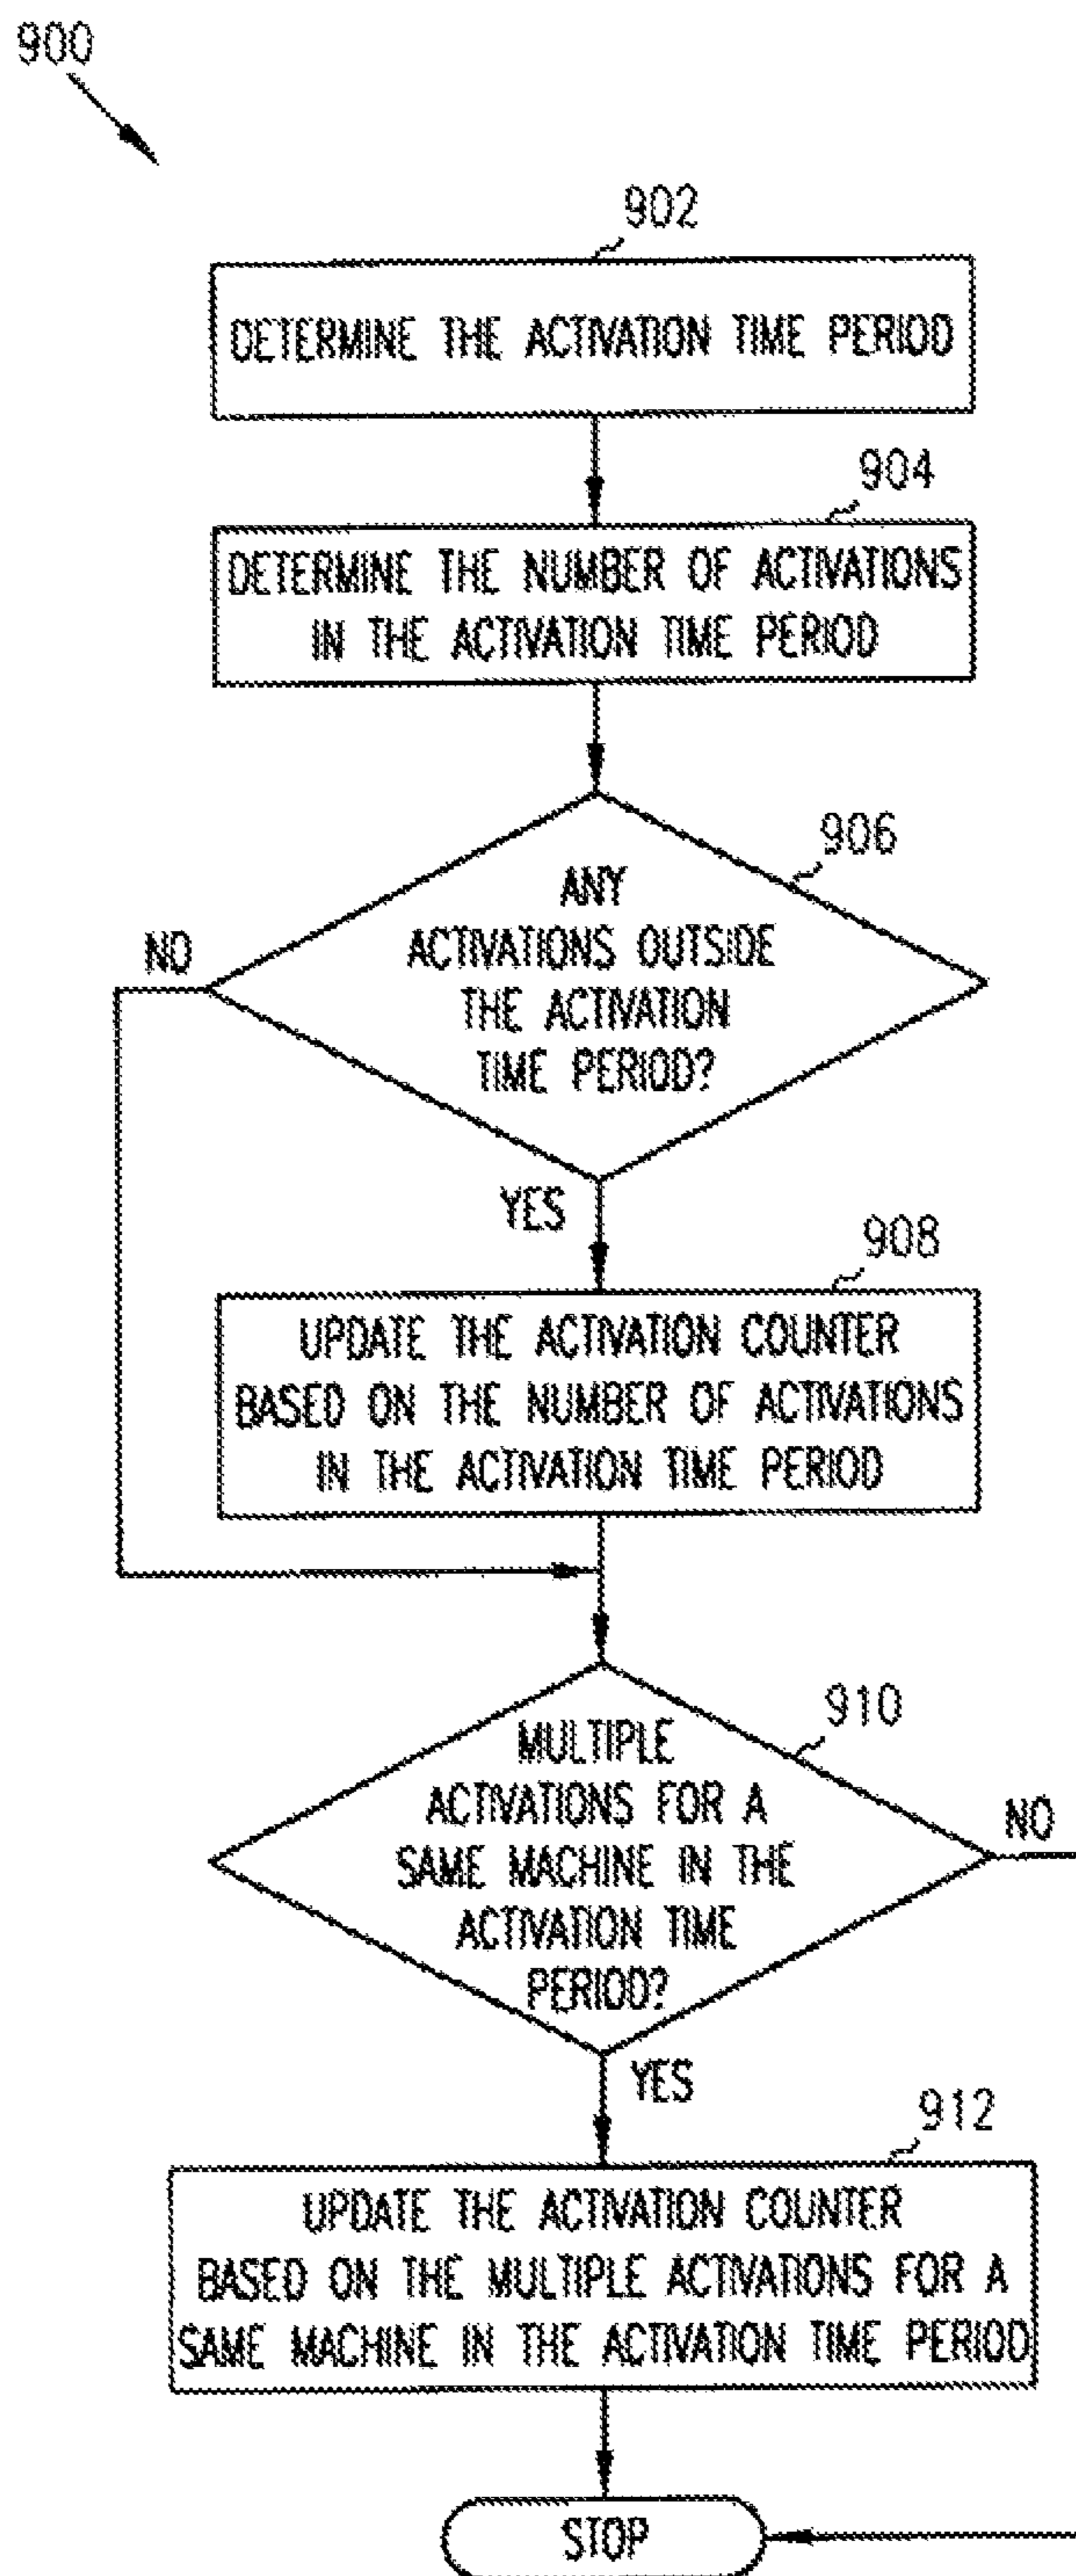 900
902
DETERMINE THE ACTIVATION TIME PERIOD
904
DETERMINE THE NUMBER OF ACTIVATIONS
IN THE ACTIVATION TIME PERIOD
906
ANY
ACTIVATIONS OUTSIDE
THE ACTIVATION
TIME PERIOD?
NO
YES
908
UPDATE THE ACTIVATION COUNTER
BASED ON THE NUMBER OF ACTIVATIONS
IN THE ACTIVATION TIME PERIOD
910
MULTIPLE
ACTIVATIONS FOR A
SAME MACHINE IN THE
ACTIVATION TIME
PERIOD?
NO
YES
912
UPDATE THE ACTIVATION COUNTER
BASED ON THE MULTIPLE ACTIVATIONS FOR A
SAME MACHINE IN THE ACTIVATION TIME PERIOD
STOP